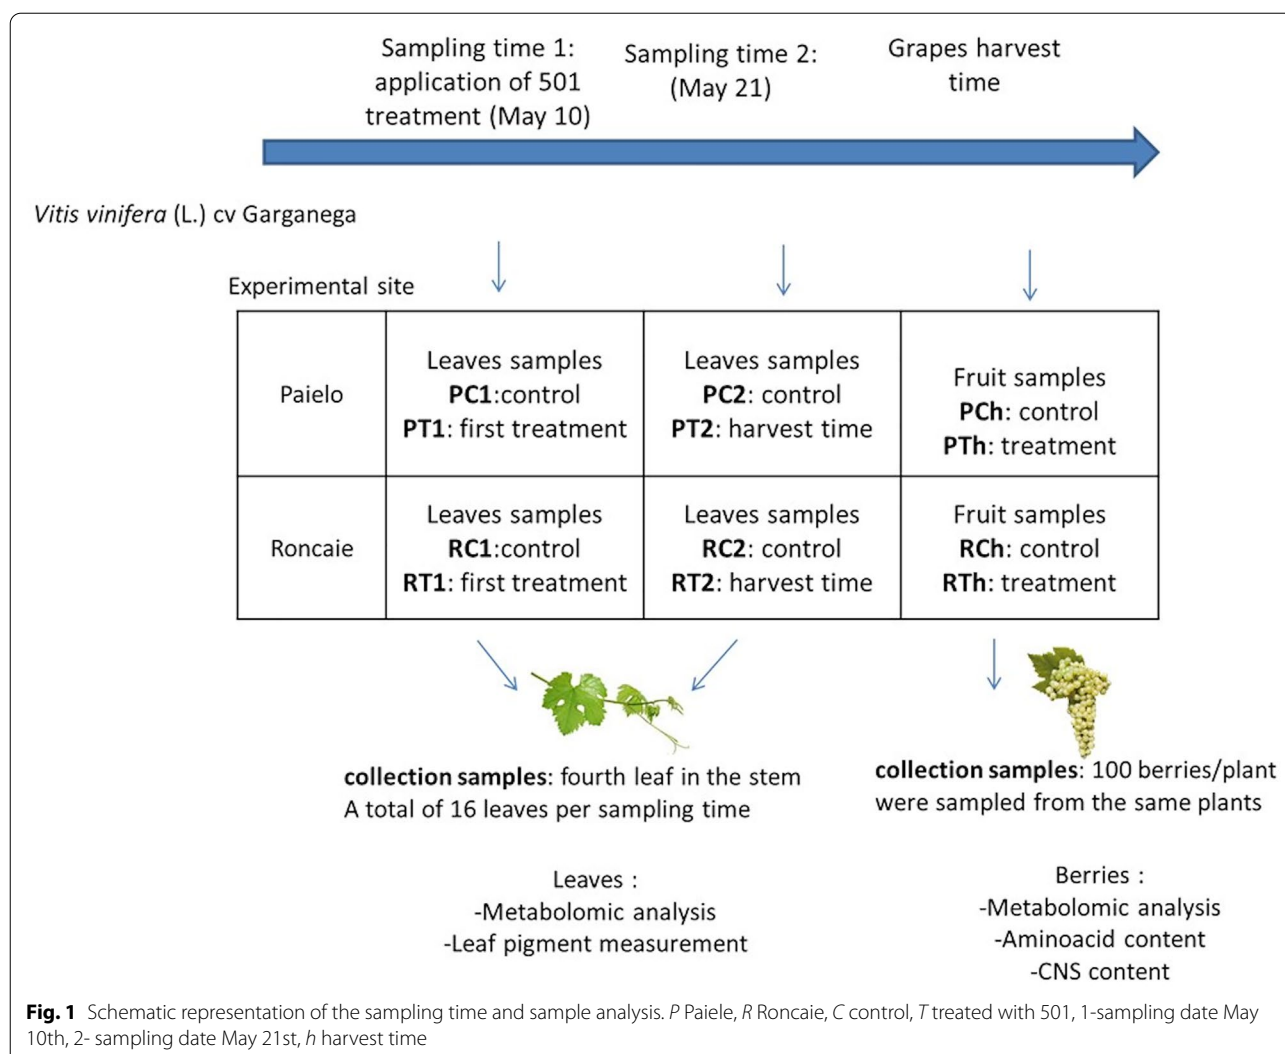 Sampling time 1:
application of 501
treatment (May 10)
Sampling time 2:
(May 21)
Grapes harvest
time
Vitis vinifera (L.) cv Garganega
Experimental site
Paielo
Leaves samples
PC1:control
PT1: first treatment
Leaves samples
PC2: control
PT2: harvest time
Fruit samples
PCh: control
PTh: treatment
Roncaie
Leaves samples
RC1:control
RT1: first treatment
Leaves samples
RC2: control
RT2: harvest time
Fruit samples
RCh: control
RTh: treatment
collection samples: fourth leaf in the stem
A total of 16 leaves per sampling time
collection samples: 100 berries/plant
were sampled from the same plants
Leaves :
-Metabolomic analysis
-Leaf pigment measurement
Berries :
-Metabolomic analysis
-Aminoacid content
-CNS content
Fig. 1 Schematic representation of the sampling time and sample analysis. P Paiele, R Roncaie, C control, T treated with 501, 1-sampling date May
10th, 2- sampling date May 21st, h harvest time